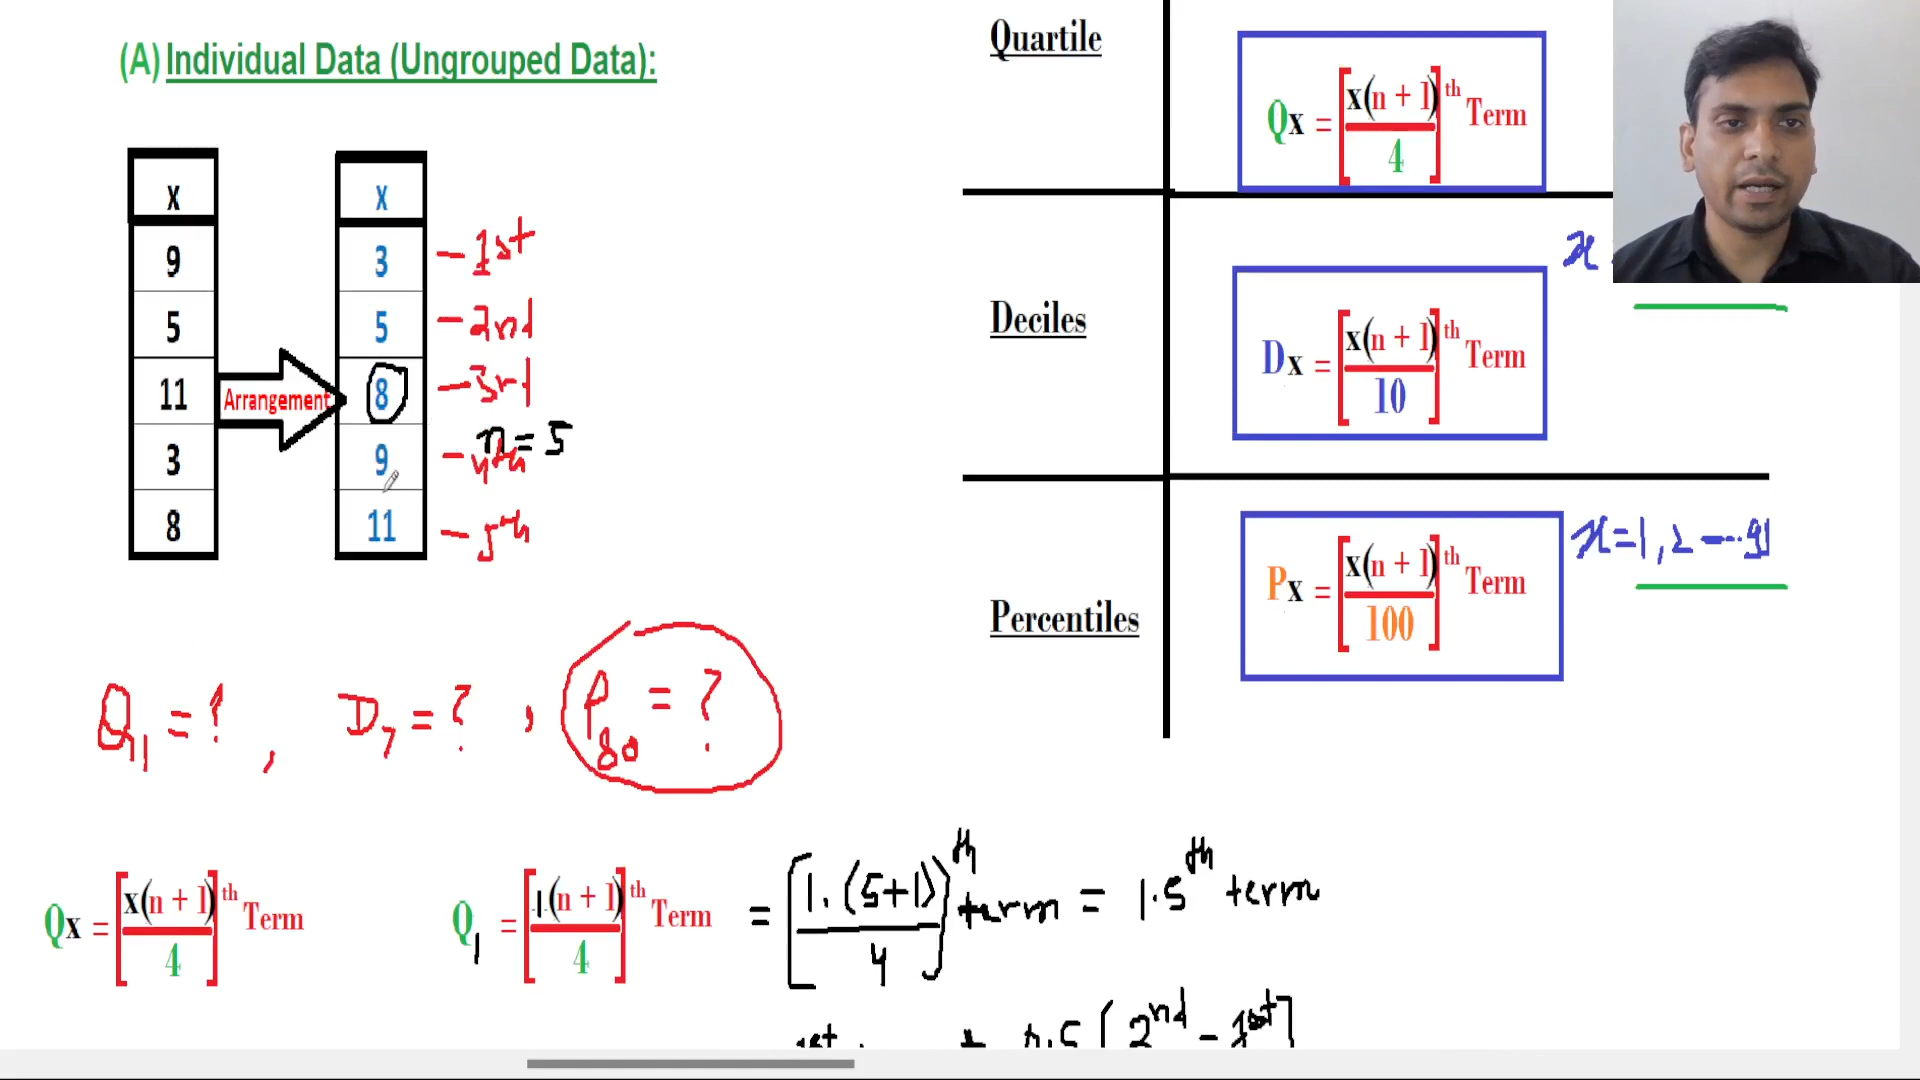 (A) Individual Data (Ungrouped Data):
x
9
5
11
3
8
Arrangement
x
3
5
8
9
11
- 1st
- 2nd
- 3rd
- 4th
- 5th
n = 5
Quartile
Qx = [x(n + 1)/4]th Term
Deciles
Dx = [x(n + 1)/10]th Term
x
Percentiles
Px = [x(n + 1)/100]th Term
x = 1, 2 ---- 99
Q1 = ? , D7 = ? , P80 = ?
Qx = [x(n + 1)/4]th Term
Q1 = [1.(n + 1)/4]th Term = [1.(5+1)/4]th term = 1.5th term
[2nd - 1st]